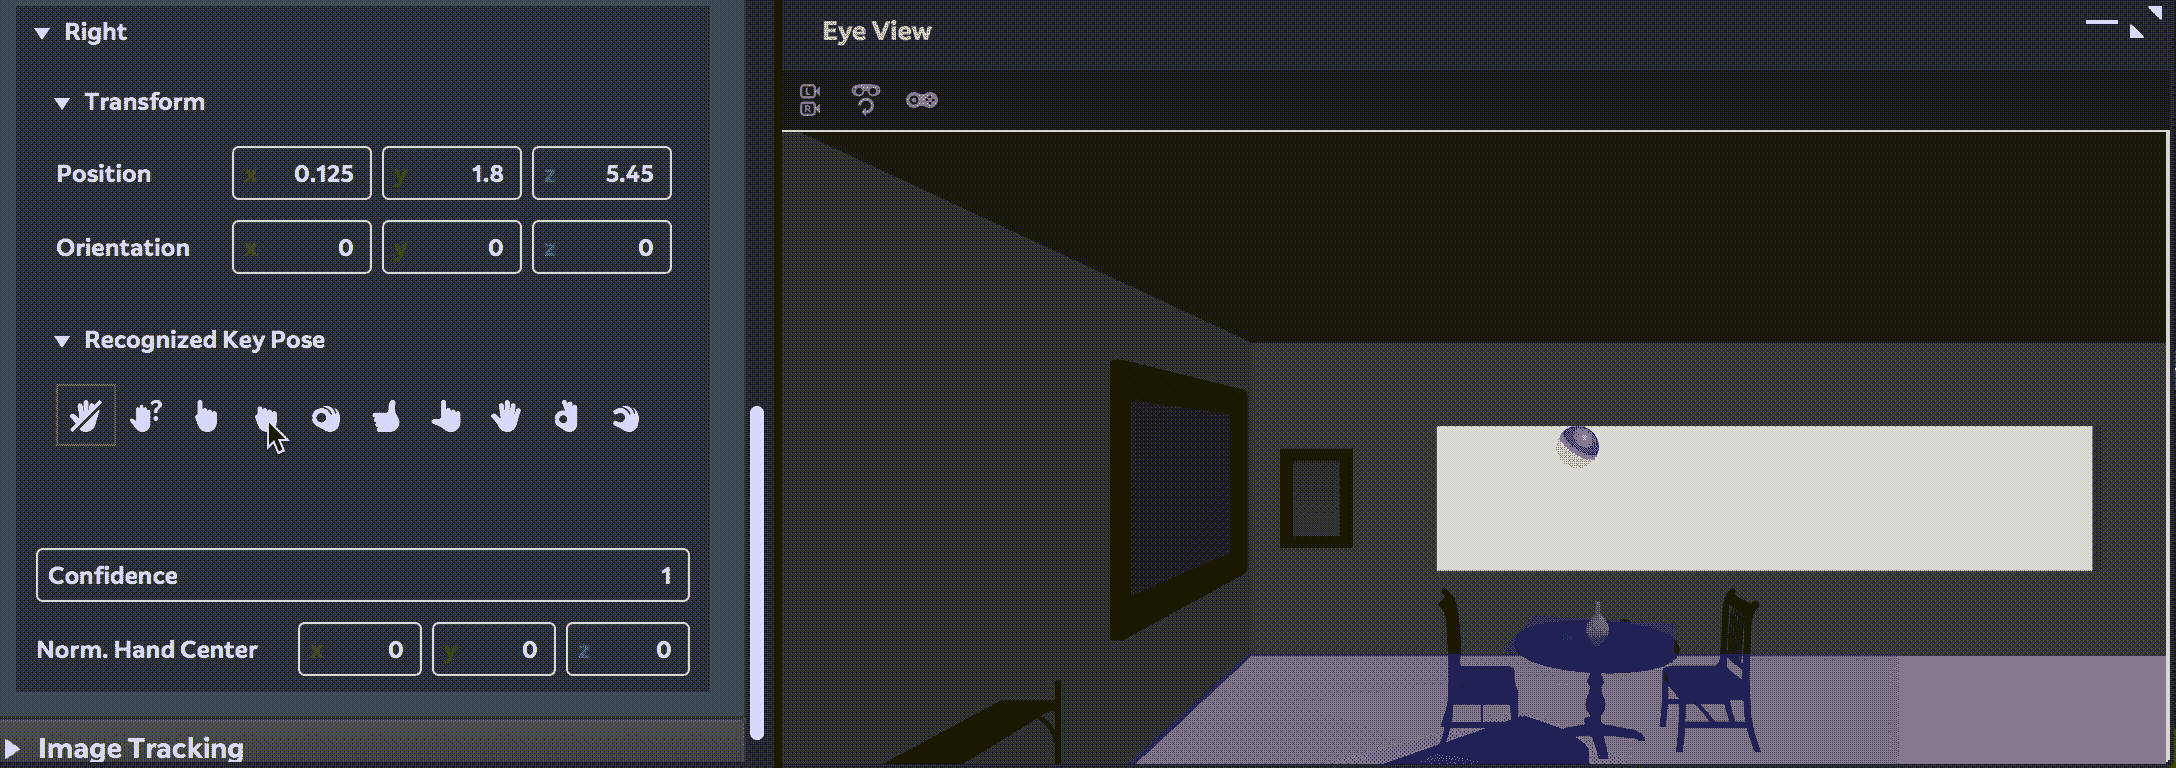 Right
Transform
Position x 0.125 y 1.8 z 5.45
Orientation x 0 y 0 z 0
Recognized Key Pose
?
Confidence 1
Norm. Hand Center x 0 y 0 z 0
Image Tracking
Eye View
L
R